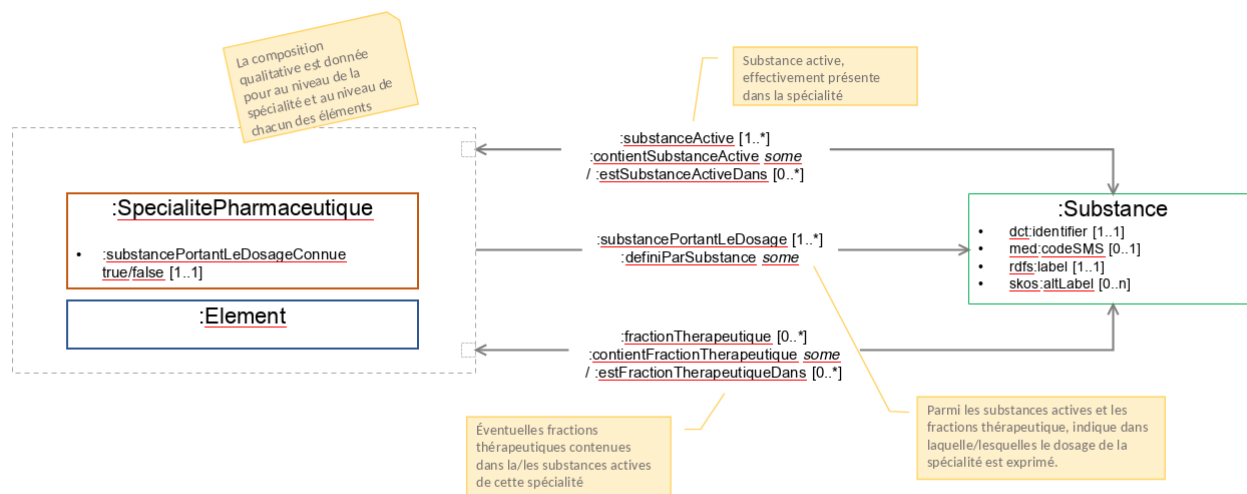 La composition
qualitative est donnée
pour au niveau de la
spécialité et au niveau de
chacun des éléments
Substance active,
effectivement présente
dans la spécialité
:substanceActive [1..*]
:contientSubstanceActive some
/ :estSubstanceActiveDans [0..*]
:SpecialitePharmaceutique
• :substancePortantLeDosageConnue
true/false [1..1]
:Element
:substancePortantLeDosage [1..*]
:definiParSubstance some
:Substance
• dct:identifier [1..1]
• med:codeSMS [0..1]
• rdfs:label [1..1]
• skos:altLabel [0..n]
:fractionTherapeutique [0..*]
:contientFractionTherapeutique some
/ :estFractionTherapeutiqueDans [0..*]
Éventuelles fractions
thérapeutiques contenues
dans la/les substances actives
de cette spécialité
Parmi les substances actives et les
fractions thérapeutique, indique dans
laquelle/lesquelles le dosage de la
spécialité est exprimé.